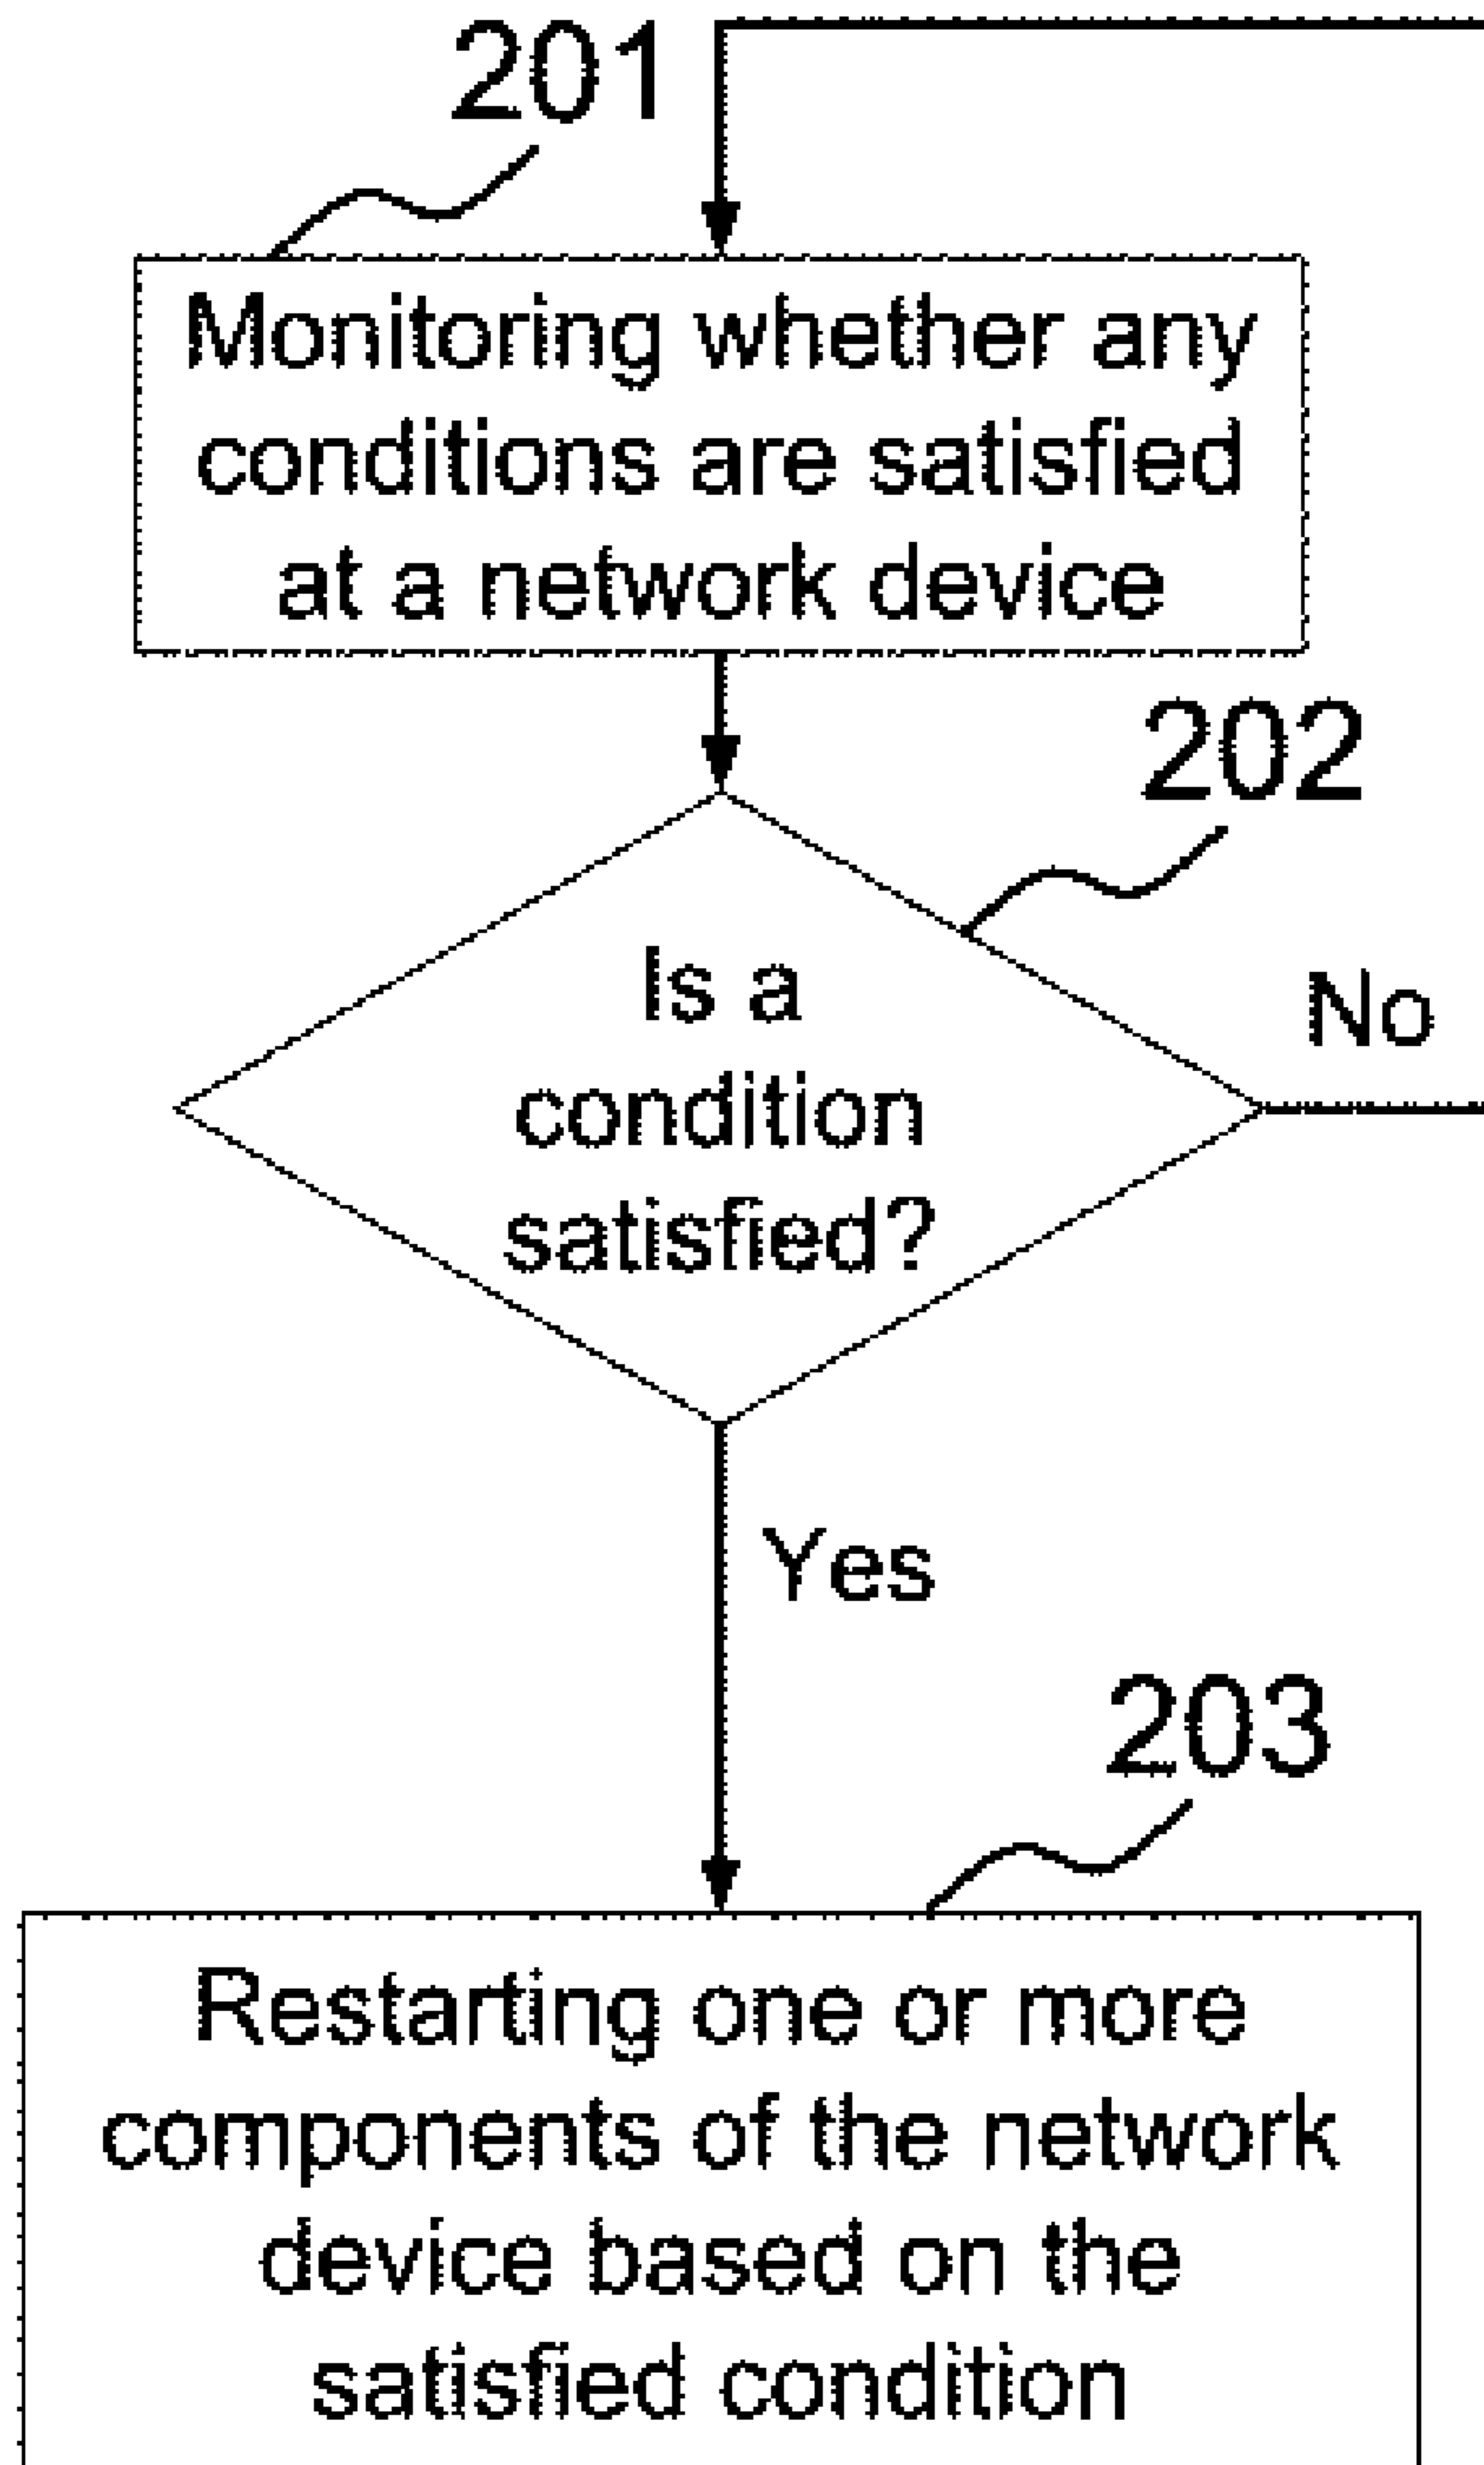 201
Monitoring whether any
conditions are satisfied
at a network device
202
Is a
condition
satisfied?
No
Yes
203
Restarting one or more
components of the network
device based on the
satisfied condition